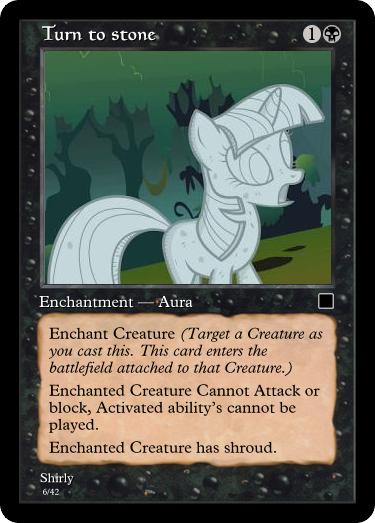 Turn to stone 1
Enchantment — Aura
Enchant Creature (Target a Creature as
you cast this. This card enters the
battlefield attached to that Creature.)
Enchanted Creature Cannot Attack or
block, Activated ability's cannot be
played.
Enchanted Creature has shroud.
Shirly
6/42